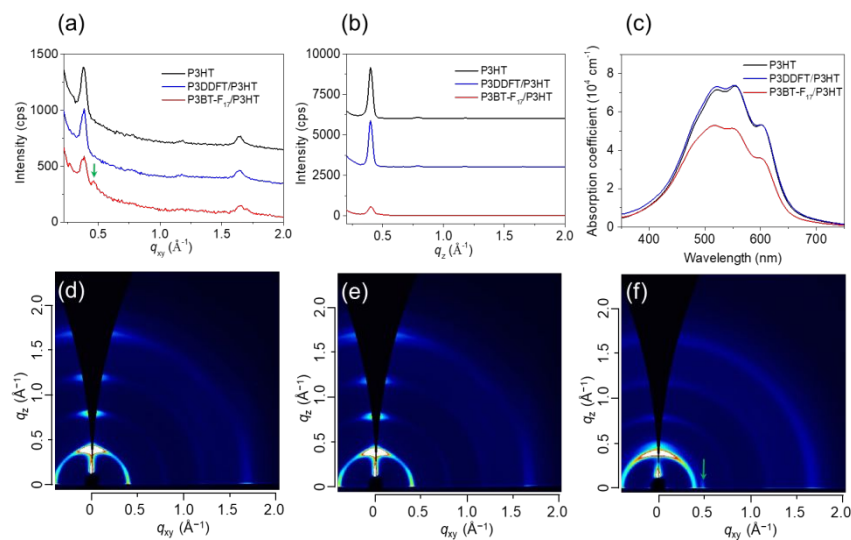 (a)
1500
1000
500
0
0.5
1.0
1.5
2.0
Intensity (cps)
qxy (Å-1)
P3HT
P3DDFT/P3HT
P3BT-F17/P3HT
(b)
10000
7500
5000
2500
0
0.5
1.0
1.5
2.0
Intensity (cps)
qz (Å-1)
P3HT
P3DDFT/P3HT
P3BT-F17/P3HT
(c)
10
8
6
4
2
0
400
500
600
700
Absorption coefficient (10⁴ cm-1)
Wavelength (nm)
P3HT
P3DDFT/P3HT
P3BT-F17/P3HT
(d)
2.0
1.5
1.0
0.5
0
qz (Å−1)
0
0.5
1.0
1.5
2.0
qxy (Å−1)
(e)
2.0
1.5
1.0
0.5
0
qz (Å−1)
0
0.5
1.0
1.5
2.0
qxy (Å−1)
(f)
2.0
1.5
1.0
0.5
0
qz (Å−1)
0
0.5
1.0
1.5
2.0
qxy (Å−1)